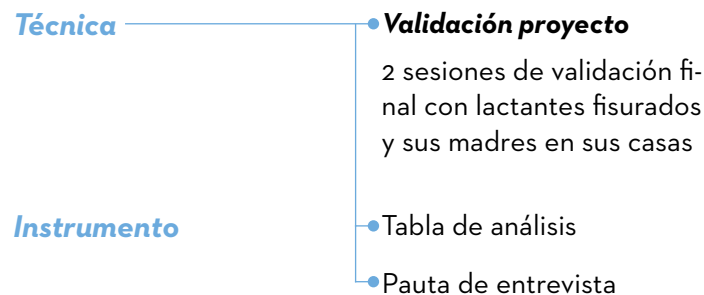 Técnica
Validación proyecto
2 sesiones de validación fi-
nal con lactantes fisurados
y sus madres en sus casas
Instrumento
Tabla de análisis
Pauta de entrevista